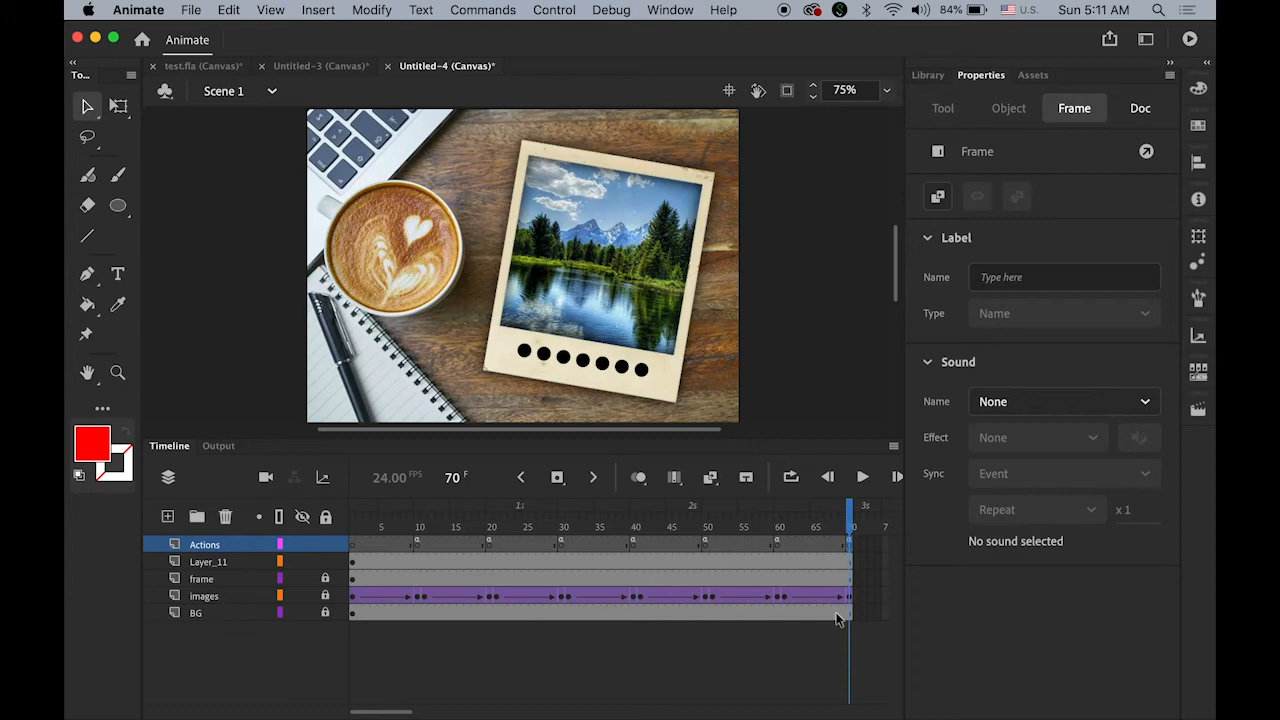 Animate File Edit View Insert Modify Text Commands Control Debug Window Help 84% U.S. Sun 5:11 AM
Animate
To... test.fla (Canvas)* Untitled-3 (Canvas)* Untitled-4 (Canvas)* Library Properties Assets
Scene 1 75%
Tool Object Frame Doc
Frame
Label
Name Type here
Type Name
Sound
Name None
Effect None
Sync Event
Repeat x 1
No sound selected
Timeline Output
24.00 FPS 70 F
1s 2s 3s
5 10 15 20 25 30 35 40 45 50 55 60 65 70 7
Actions
Layer_11
frame
images
BG